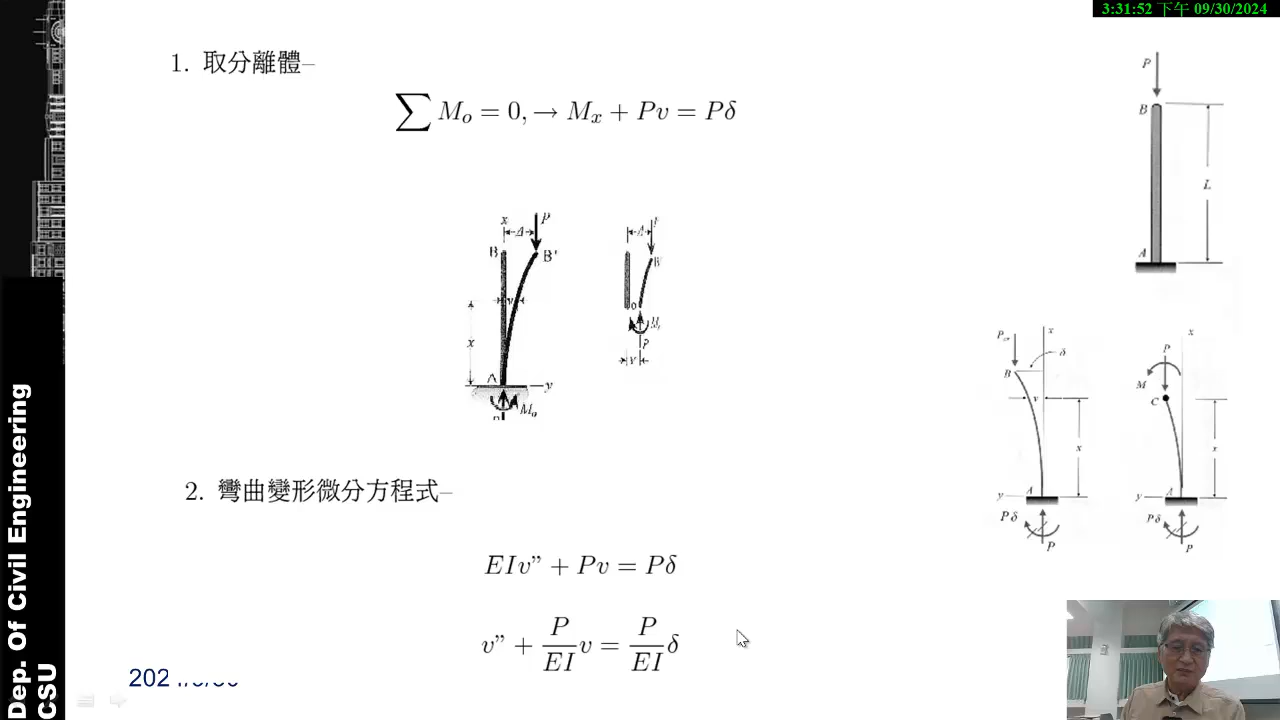 3:31:52 下午 09/30/2024
1. 取分離體–
∑ M_o = 0, → M_x + Pv = Pδ
P
B
L
A
x
P
Δ
B
B'
v
x
A
y
M_o
Δ
B'
o
P
v
P_cr
x
δ
B
v
x
y
A
Pδ
P
P
x
M
C
x
y
A
Pδ
P
2. 彎曲變形微分方程式–
EIv” + Pv = Pδ
v” + P/EI v = P/EI δ
Dep. Of Civil Engineering
CSU